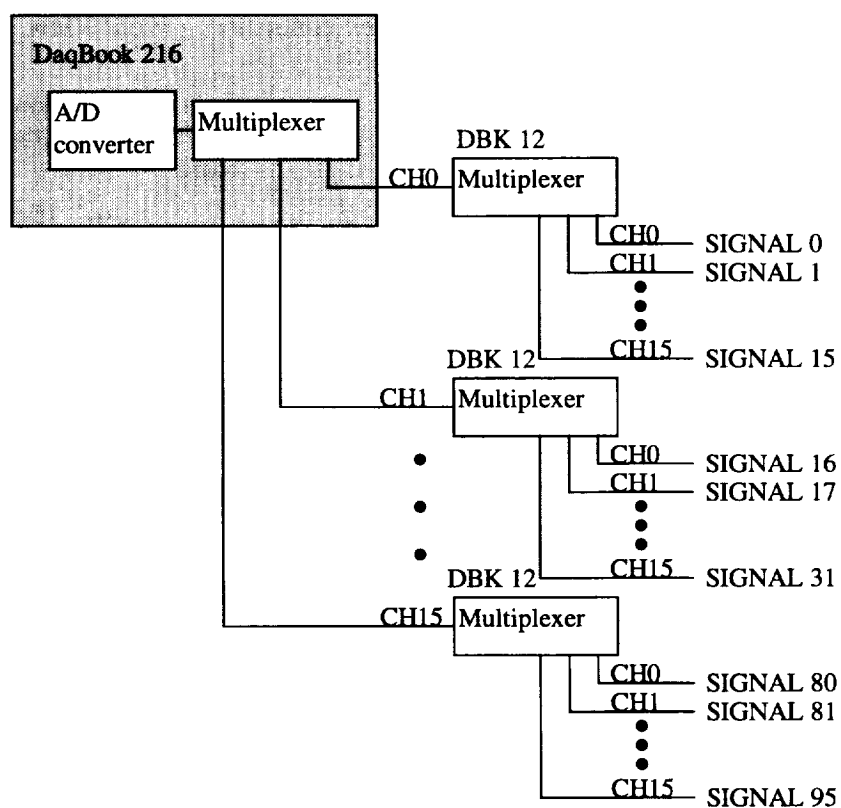 DaqBook 216
A/D
converter
Multiplexer
DBK 12
CH0
Multiplexer
CH0
SIGNAL 0
CH1
SIGNAL 1
CH15
SIGNAL 15
DBK 12
CH1
Multiplexer
CH0
SIGNAL 16
CH1
SIGNAL 17
CH15
SIGNAL 31
DBK 12
CH15
Multiplexer
CH0
SIGNAL 80
CH1
SIGNAL 81
CH15
SIGNAL 95